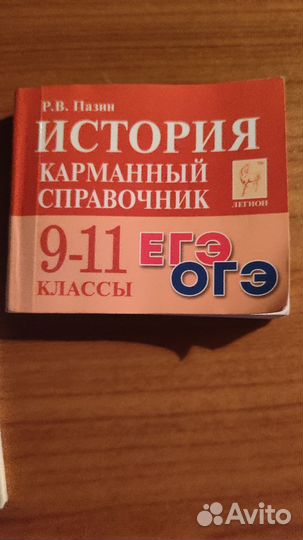 Р.В. Пазин
ИСТОРИЯ
КАРМАННЫЙ
СПРАВОЧНИК
ЛЕГИОН
9-11
КЛАССЫ
ЕГЭ
ОГЭ
Avito